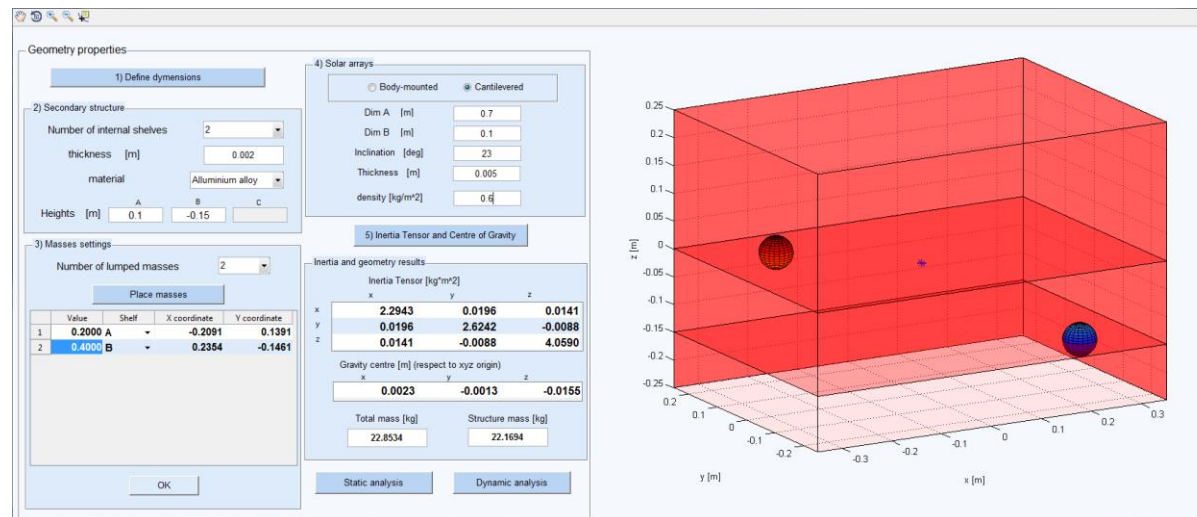 Geometry properties
1) Define dymensions
2) Secondary structure
Number of internal shelves 2
thickness [m] 0.002
material Alluminium alloy
A B C
Heights [m] 0.1 -0.15
3) Masses settings
Number of lumped masses 2
Place masses
Value Shelf X coordinate Y coordinate
1 0.2000 A -0.2091 0.1391
2 0.4000 B 0.2354 -0.1461
OK
4) Solar arrays
Body-mounted Cantilevered
Dim A [m] 0.7
Dim B [m] 0.1
Inclination [deg] 23
Thickness [m] 0.005
density [kg/m^2] 0.6
5) Inertia Tensor and Centre of Gravity
Inertia and geometry results
Inertia Tensor [kg*m^2]
x y z
x 2.2943 0.0196 0.0141
y 0.0196 2.6242 -0.0088
z 0.0141 -0.0088 4.0590
Gravity centre [m] (respect to xyz origin)
x y z
0.0023 -0.0013 -0.0155
Total mass [kg] Structure mass [kg]
22.8534 22.1694
Static analysis Dynamic analysis
0.25
0.2
0.15
0.1
0.05
0
-0.05
-0.1
-0.15
-0.2
-0.25
z [m]
0.2
0.1
0
-0.1
-0.2
y [m]
-0.3
-0.2
-0.1
0
0.1
0.2
0.3
x [m]